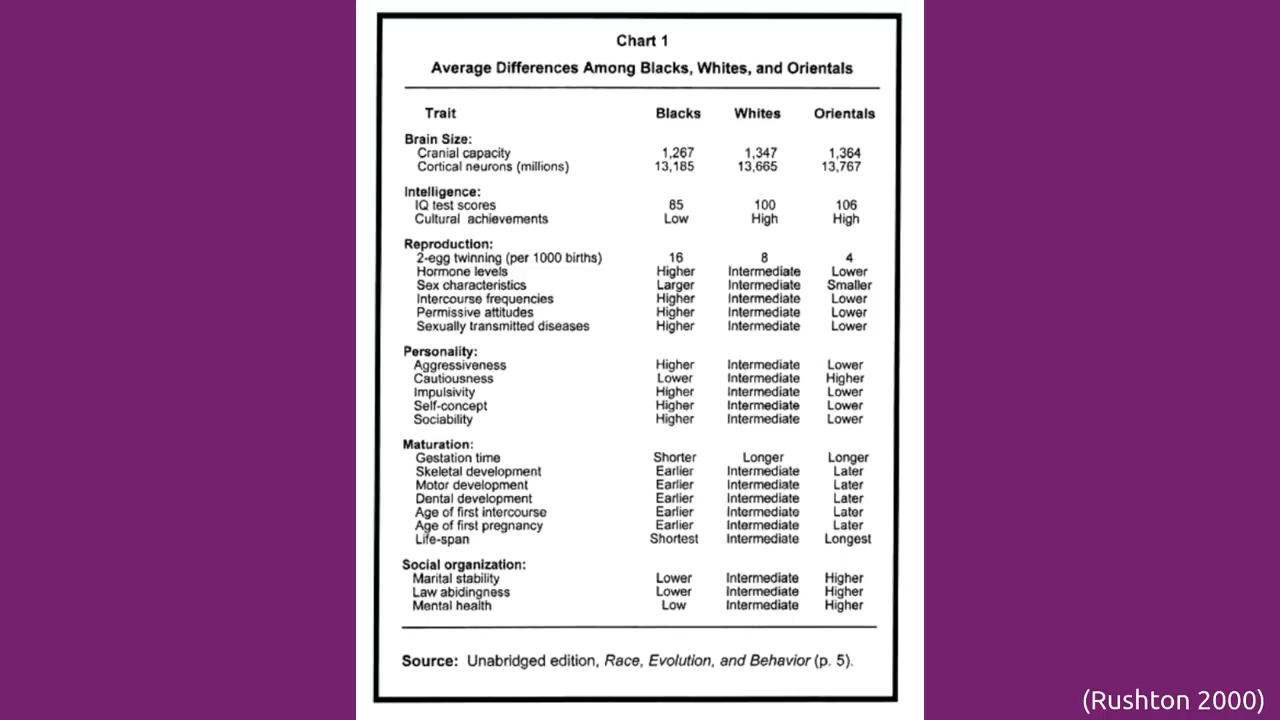 Chart 1
Average Differences Among Blacks, Whites, and Orientals
Trait Blacks Whites Orientals
Brain Size:
Cranial capacity 1,267 1,347 1,364
Cortical neurons (millions) 13,185 13,665 13,767
Intelligence:
IQ test scores 85 100 106
Cultural achievements Low High High
Reproduction:
2-egg twinning (per 1000 births) 16 8 4
Hormone levels Higher Intermediate Lower
Sex characteristics Larger Intermediate Smaller
Intercourse frequencies Higher Intermediate Lower
Permissive attitudes Higher Intermediate Lower
Sexually transmitted diseases Higher Intermediate Lower
Personality:
Aggressiveness Higher Intermediate Lower
Cautiousness Lower Intermediate Higher
Impulsivity Higher Intermediate Lower
Self-concept Higher Intermediate Lower
Sociability Higher Intermediate Lower
Maturation:
Gestation time Shorter Longer Longer
Skeletal development Earlier Intermediate Later
Motor development Earlier Intermediate Later
Dental development Earlier Intermediate Later
Age of first intercourse Earlier Intermediate Later
Age of first pregnancy Earlier Intermediate Later
Life-span Shortest Intermediate Longest
Social organization:
Marital stability Lower Intermediate Higher
Law abidingness Lower Intermediate Higher
Mental health Low Intermediate Higher
Source: Unabridged edition, Race, Evolution, and Behavior (p. 5).
(Rushton 2000)